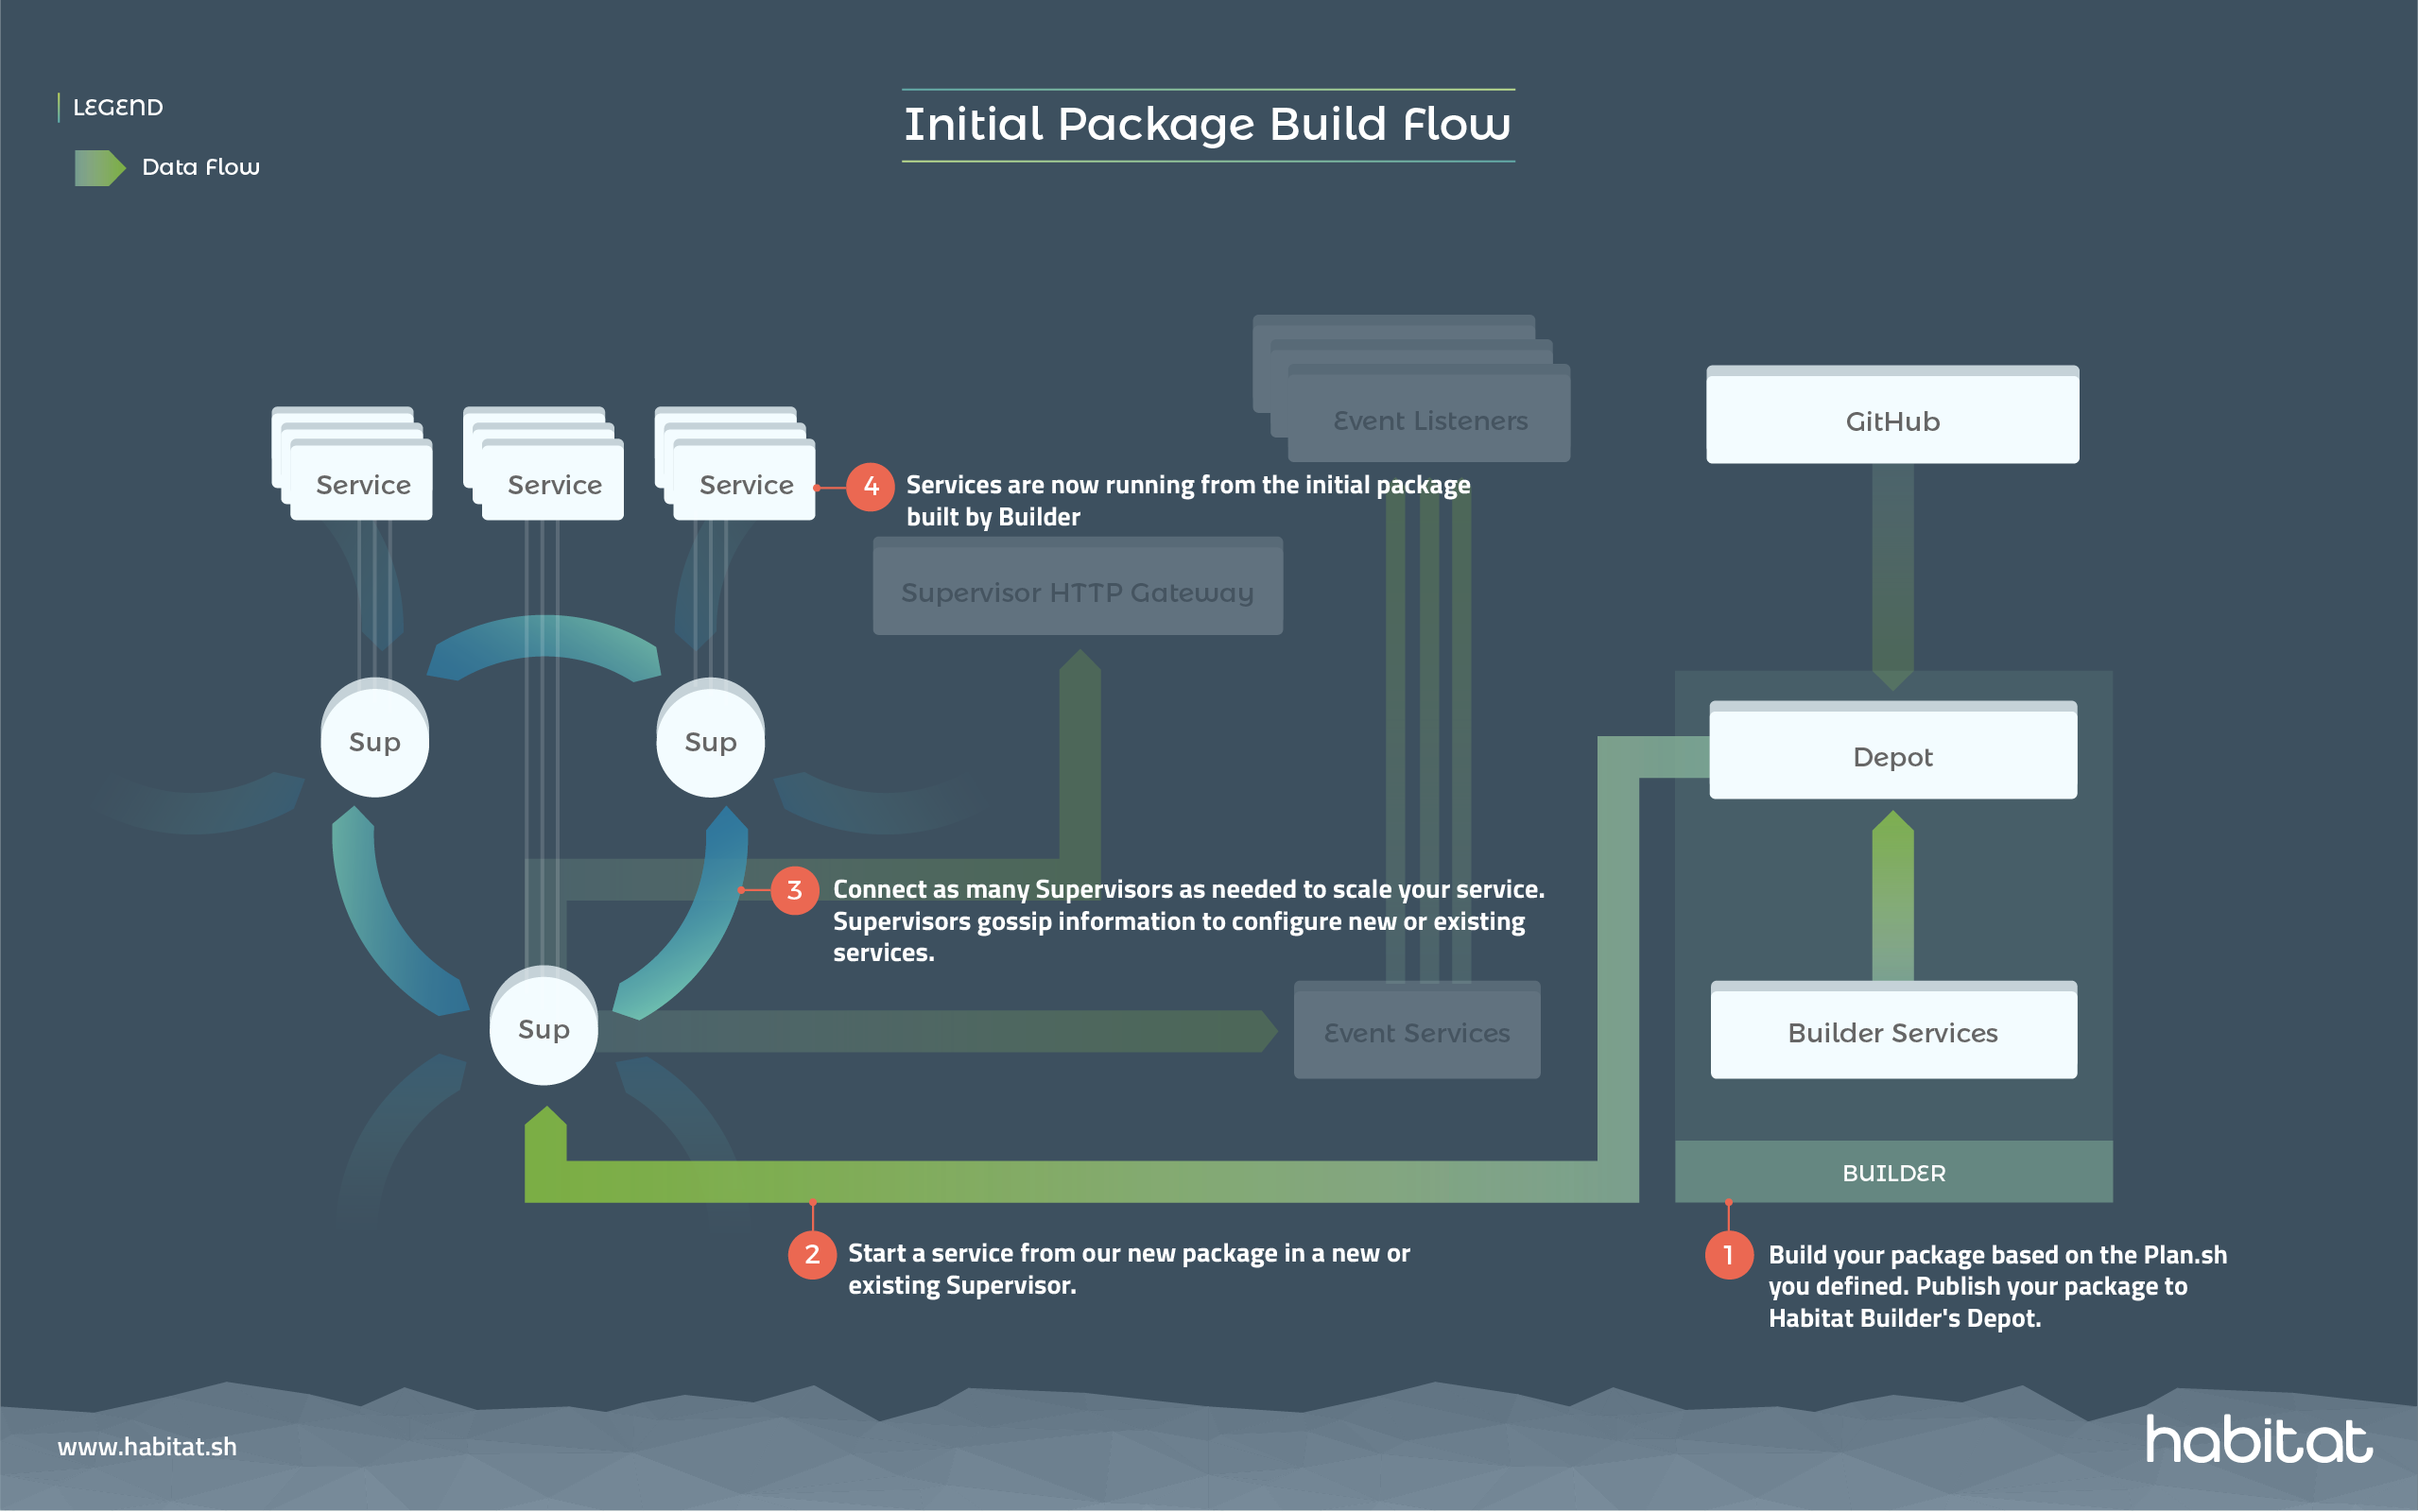 LEGEND
Data Flow
Initial Package Build Flow
Event Listeners
GitHub
Service
Service
Service
4
Services are now running from the initial package
built by Builder
Supervisor HTTP Gateway
Sup
Sup
Depot
3
Connect as many Supervisors as needed to scale your service.
Supervisors gossip information to configure new or existing
services.
Sup
Event Services
Builder Services
BUILDER
2
Start a service from our new package in a new or
existing Supervisor.
1
Build your package based on the Plan.sh
you defined. Publish your package to
Habitat Builder's Depot.
www.habitat.sh
habitat